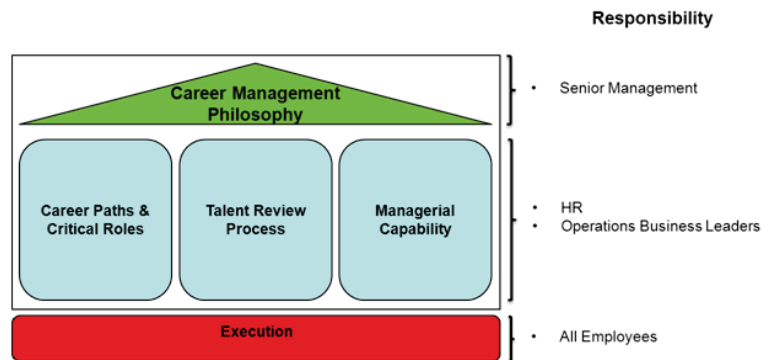 Responsibility
Career Management
Philosophy
• Senior Management
Career Paths &
Critical Roles
Talent Review
Process
Managerial
Capability
• HR
• Operations Business Leaders
Execution
• All Employees